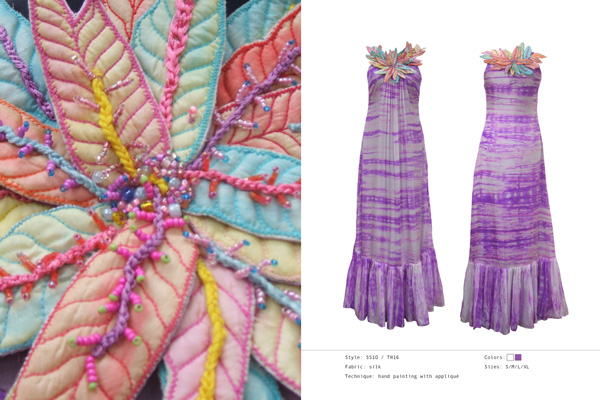 Style: SS10 / TH16
Colors:
Fabric: silk
Sizes: S/M/L/XL
Technique: hand painting with appliqué